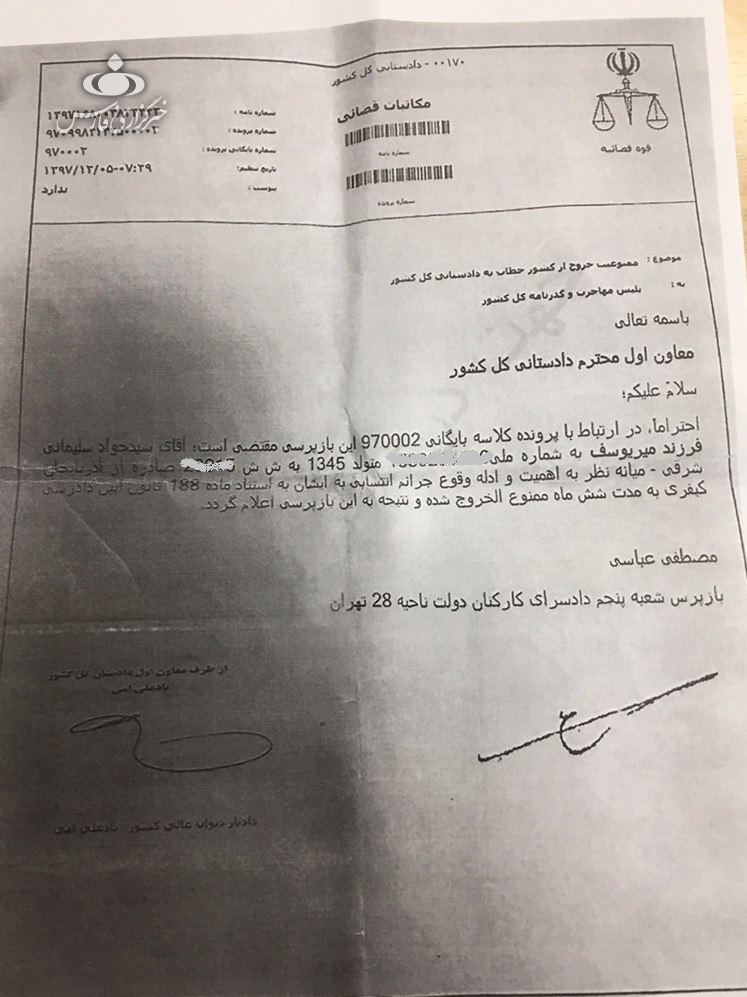 ۰۰۱۷۰ - دادستانی کل کشور
قوه قضائیه
مکاتبات قضائی
شماره نامه
شماره پرونده
شماره نامه :
شماره پرونده :
شماره بایگانی پرونده : ۹۷۰۰۰۲
تاریخ تنظیم: ۱۳۹۷/۱۲/۰۵-۰۷:۲۹
پیوست : ندارد
خبرگزاری فارس
موضوع : ممنوعیت خروج از کشور خطاب به دادستانی کل کشور
به : پلیس مهاجرت و گذرنامه کل کشور
باسمه تعالی
معاون اول محترم دادستانی کل کشور
سلام علیکم؛
احتراما، در ارتباط با پرونده کلاسه بایگانی 970002 این بازپرسی مقتضی است؛ آقای سیدجواد سلیمانی
فرزند میریوسف به شماره ملی متولد 1345 به ش ش صادره از آذربایجان
شرقی - میانه نظر به اهمیت و ادله وقوع جرائم انتسابی به ایشان به استناد ماده 188 قانون آیین دادرسی
کیفری به مدت شش ماه ممنوع الخروج شده و نتیجه به این بازپرسی اعلام گردد.
مصطفی عباسی
بازپرس شعبه پنجم دادسرای کارکنان دولت ناحیه 28 تهران
از طرف معاون اول دادستان کل کشور
دادیار دیوان عالی کشور -